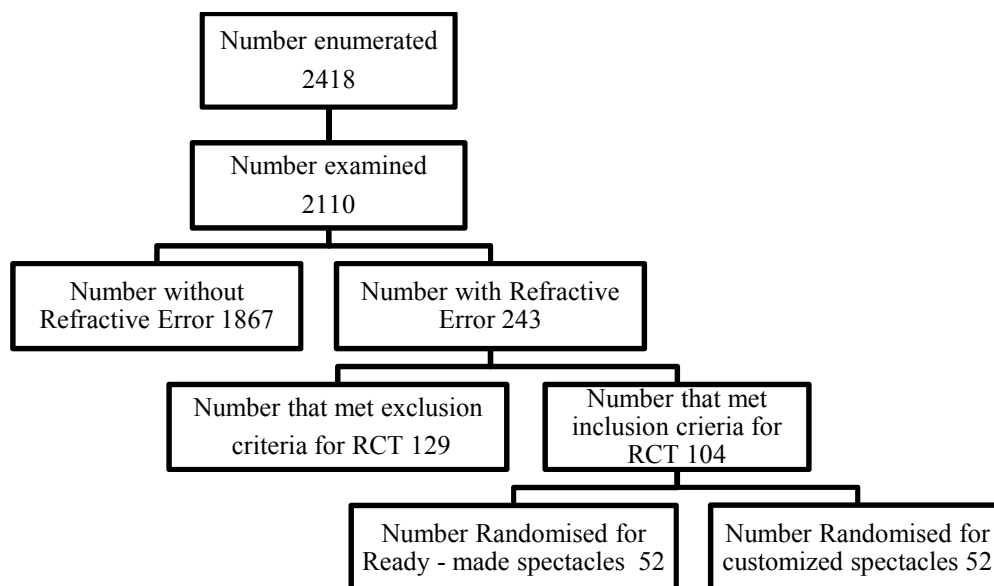 Number enumerated
2418
Number examined
2110
Number without
Refractive Error 1867
Number with Refractive
Error 243
Number that met exclusion
criteria for RCT 129
Number that met
inclusion crieria for
RCT 104
Number Randomised for
Ready - made spectacles 52
Number Randomised for
customized spectacles 52